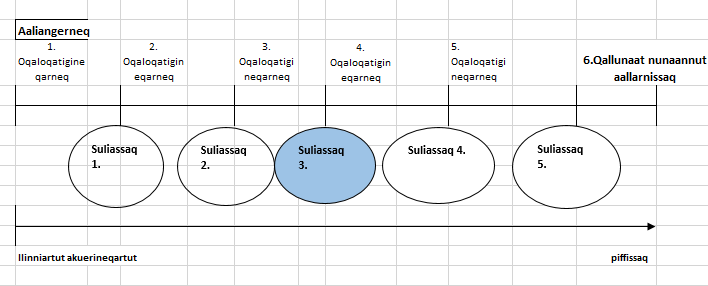 Aaliangerneq
1.
Oqaloqatigine
qarneq
2.
Oqaloqatigin
eqarneq
3.
Oqaloqatigi
neqarneq
4.
Oqaloqatigin
eqarneq
5.
Oqaloqatigi
neqarneq
6.Qallunaat nunaannut
aallarnissaq
Suliassaq
1.
Suliassaq
2.
Suliassaq
3.
Suliassaq 4.
Suliassaq
5.
Ilinniartut akuerineqartut
piffissaq